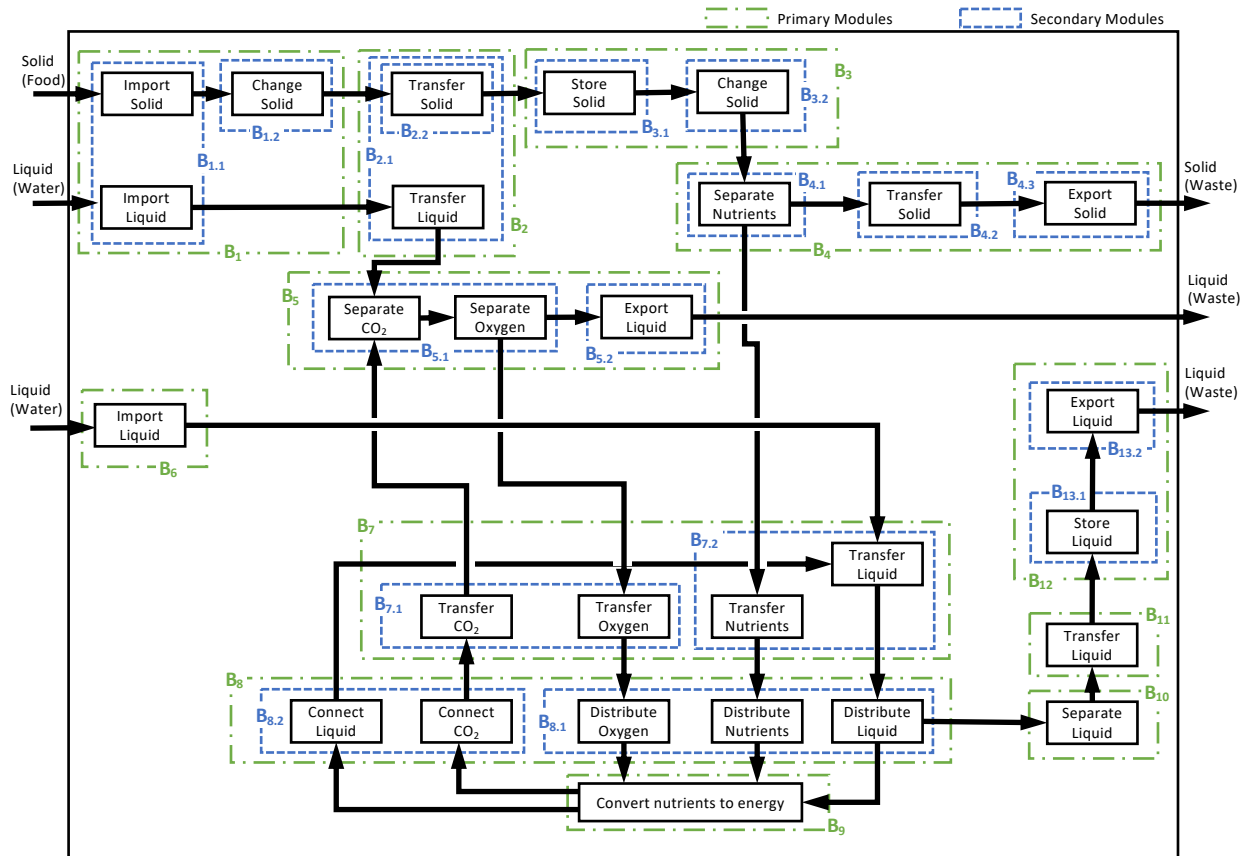 Primary Modules
Secondary Modules
Solid
(Food)
Import
Solid
Change
Solid
B1.2
B1.1
Liquid
(Water)
Import
Liquid
B1
Transfer
Solid
B2.2
B2.1
Transfer
Liquid
B2
Store
Solid
B3.1
Change
Solid
B3.2
B3
Separate
Nutrients
B4.1
Transfer
Solid
B4.2
B4.3
Export
Solid
B4
Solid
(Waste)
B5
Separate
CO2
Separate
Oxygen
B5.1
Export
Liquid
B5.2
Liquid
(Waste)
Liquid
(Water)
Import
Liquid
B6
Export
Liquid
B13.2
Liquid
(Waste)
B13.1
Store
Liquid
B12
B7
B7.2
Transfer
Liquid
B7.1
Transfer
CO2
Transfer
Oxygen
Transfer
Nutrients
B11
Transfer
Liquid
B8
B8.2
Connect
Liquid
Connect
CO2
B8.1
Distribute
Oxygen
Distribute
Nutrients
Distribute
Liquid
B10
Separate
Liquid
Convert nutrients to energy
B9